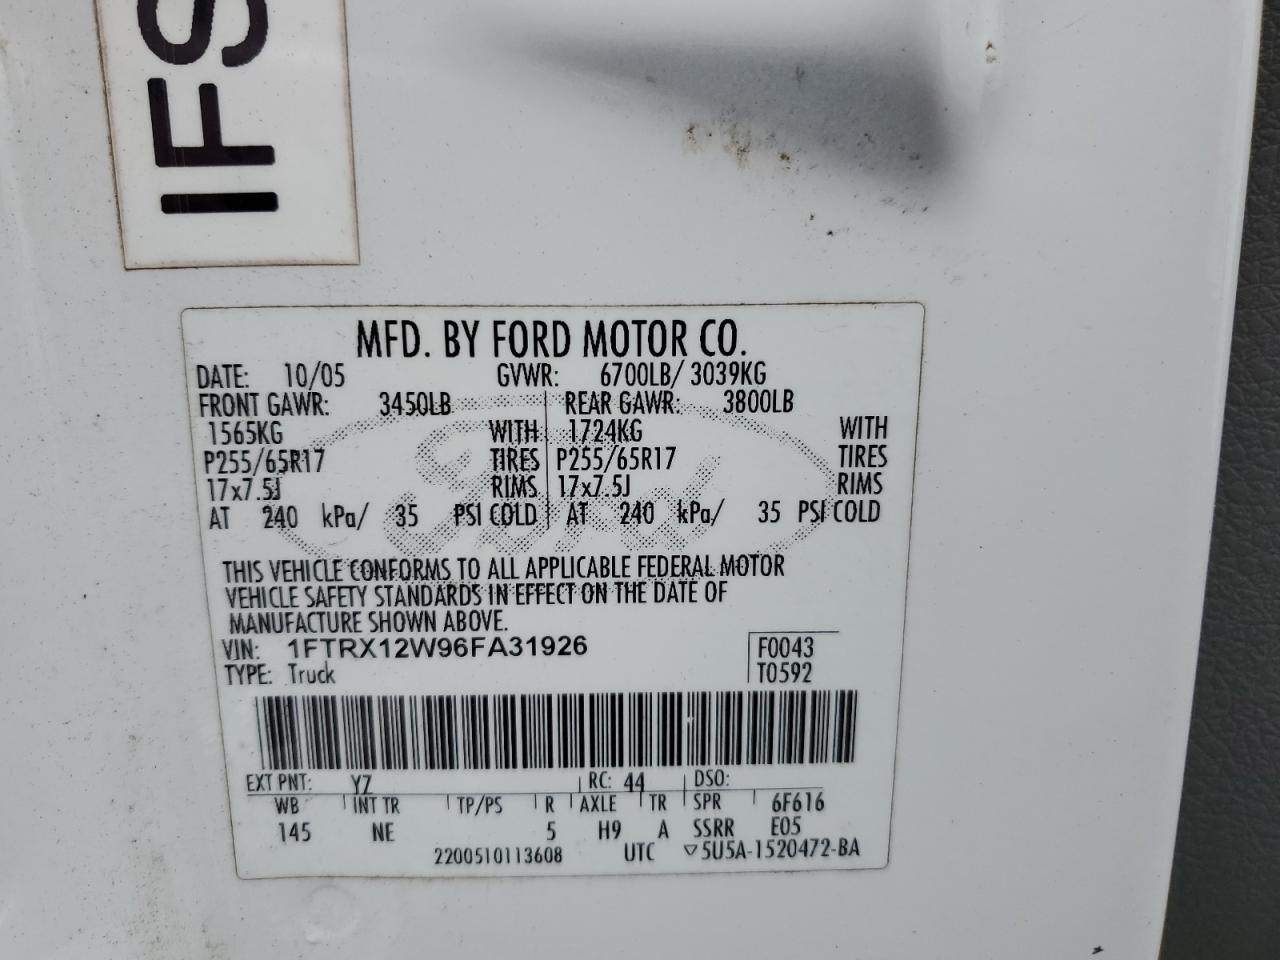 IFS
MFD. BY FORD MOTOR CO.
DATE: 10/05 GVWR: 6700LB/ 3039KG
FRONT GAWR: 3450LB REAR GAWR: 3800LB
1565KG WITH 1724KG WITH
P255/65R17 TIRES P255/65R17 TIRES
17x7.5J RIMS 17x7.5J RIMS
AT 240 kPa/ 35 PSI COLD AT 240 kPa/ 35 PSI COLD
Ford
THIS VEHICLE CONFORMS TO ALL APPLICABLE FEDERAL MOTOR
VEHICLE SAFETY STANDARDS IN EFFECT ON THE DATE OF
MANUFACTURE SHOWN ABOVE.
VIN: 1FTRX12W96FA31926 F0043
TYPE: Truck T0592
EXT PNT: YZ RC: 44 DSO:
WB INT TR TP/PS R AXLE TR SPR 6F616
145 NE 5 H9 A SSRR E05
2200510113608 UTC ▽5U5A-1520472-BA